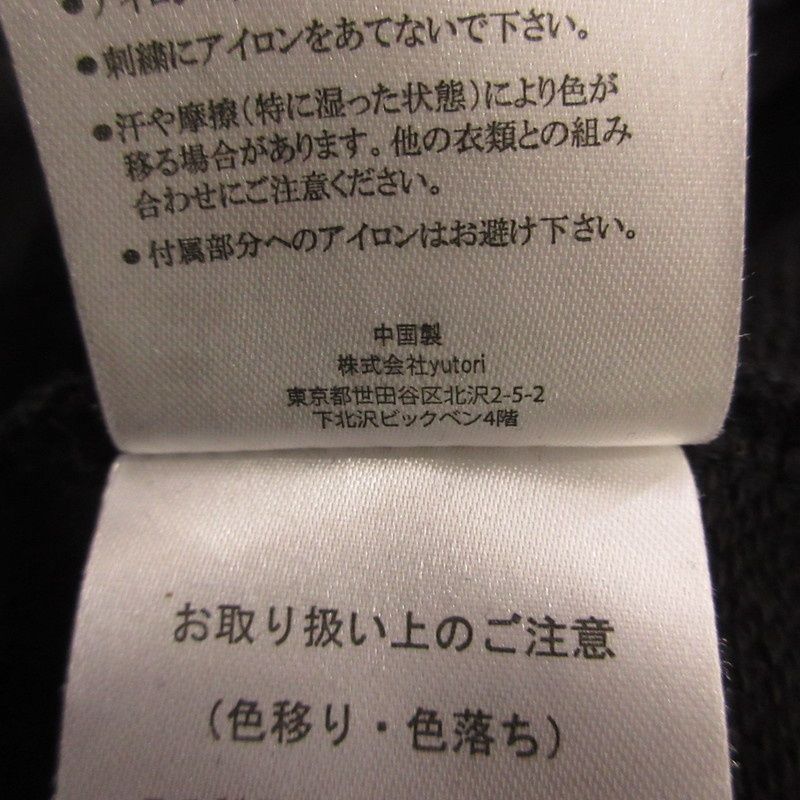 ● アイロン
● 刺繍にアイロンをあてないで下さい。
● 汗や摩擦(特に湿った状態)により色が
移る場合があります。他の衣類との組み
合わせにご注意ください。
● 付属部分へのアイロンはお避け下さい。
中国製
株式会社yutori
東京都世田谷区北沢2-5-2
下北沢ビックベン4階
お取り扱い上のご注意
(色移り・色落ち)